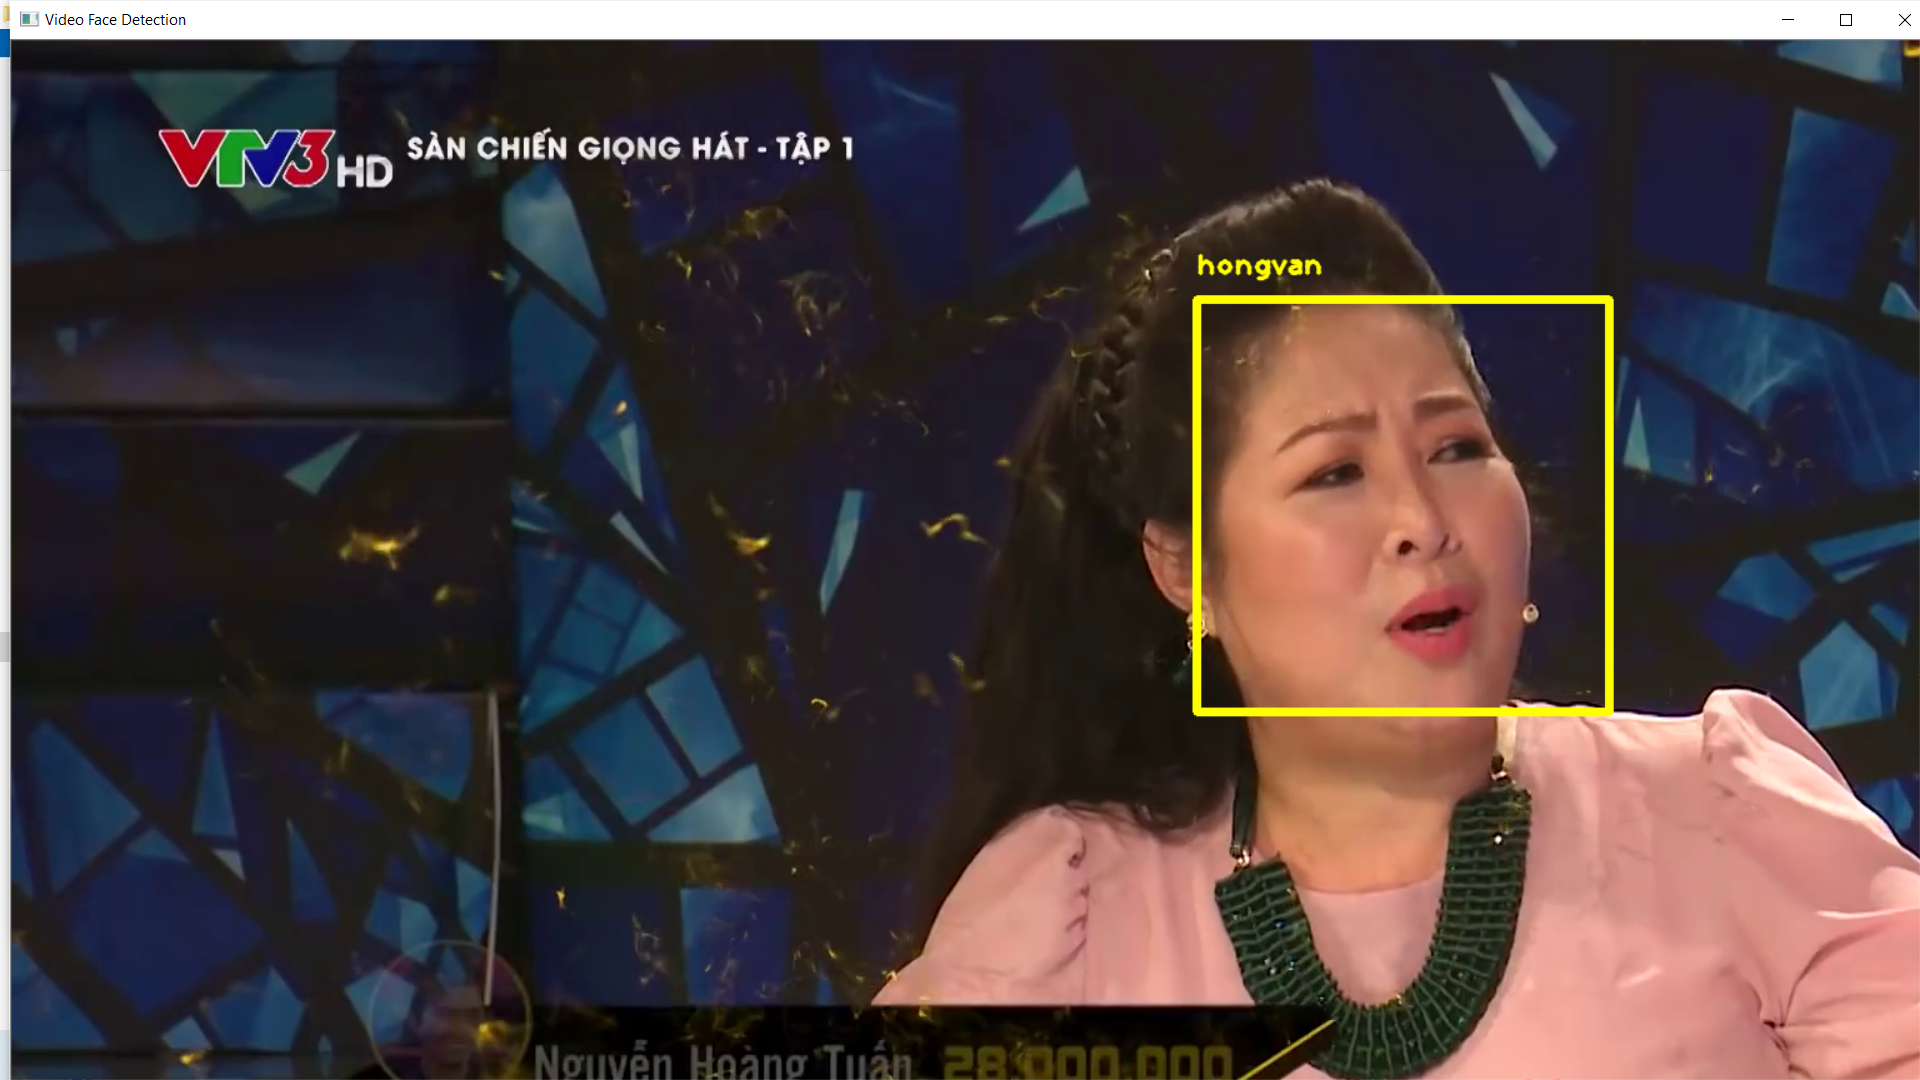 Video Face Detection
VTV3 HD SÀN CHIẾN GIỌNG HÁT - TẬP 1
hongvan
Nguyễn Hoàng Tuấn 28.000.000